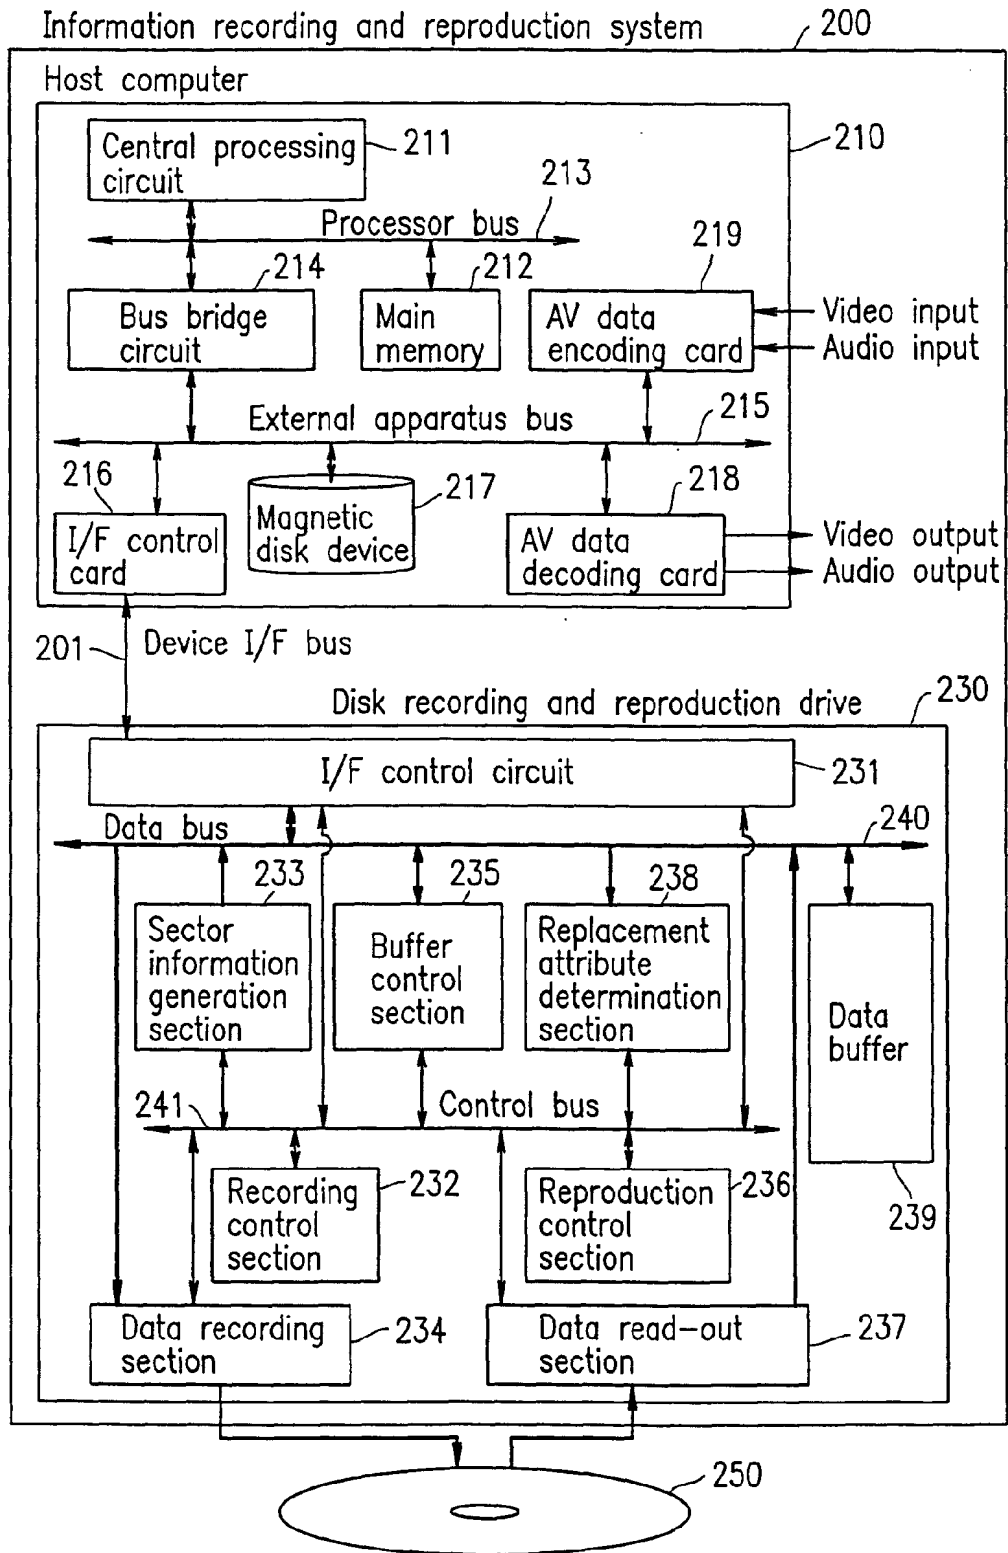 Information recording and reproduction system
200
Host computer
210
Central processing
circuit
211
213
Processor bus
214
212
219
Bus bridge
circuit
Main
memory
AV data
encoding card
Video input
Audio input
External apparatus bus
215
216
217
218
I/F control
card
Magnetic
disk device
AV data
decoding card
Video output
Audio output
201
Device I/F bus
230
Disk recording and reproduction drive
I/F control circuit
231
Data bus
240
233
235
238
Sector
information
generation
section
Buffer
control
section
Replacement
attribute
determination
section
Data
buffer
241
Control bus
Recording
control
section
232
Reproduction
control
section
236
239
Data recording
section
234
Data read-out
section
237
250